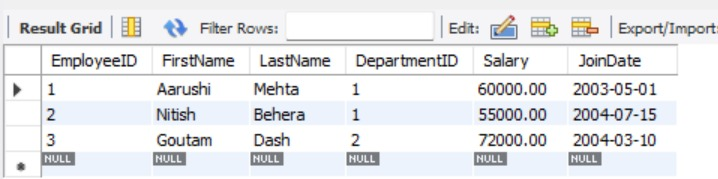 Result Grid Filter Rows: Edit: Export/Import:
EmployeeID FirstName LastName DepartmentID Salary JoinDate
1 Aarushi Mehta 1 60000.00 2003-05-01
2 Nitish Behera 1 55000.00 2004-07-15
3 Goutam Dash 2 72000.00 2004-03-10
NULL NULL NULL NULL NULL NULL